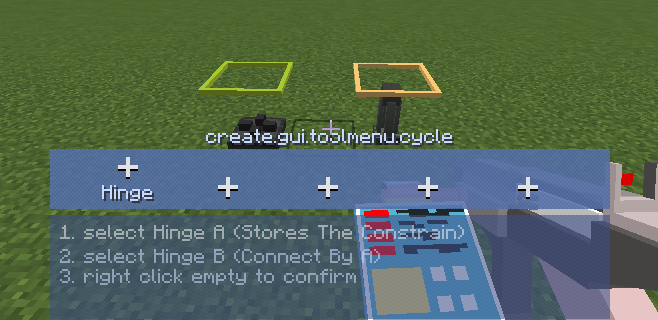 create.gui.toolmenu.cycle
Hinge
1. select Hinge A (Stores The Constrain)
2. select Hinge B (Connect By A)
3. right click empty to confirm